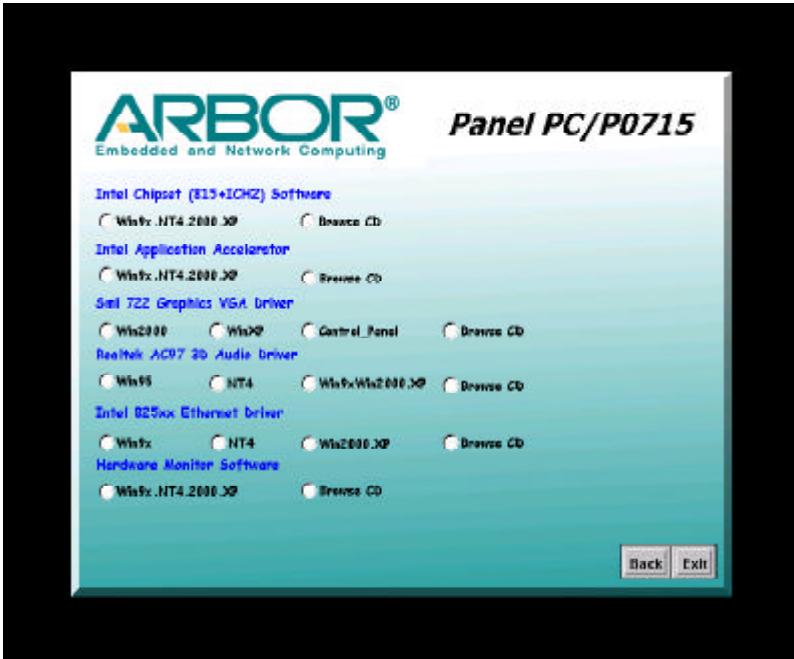 ARBOR®
Embedded and Network Computing
Panel PC/P0715
Intel Chipset (815+ICH2) Software
Win9x .NT4.2000.XP Browse CD
Intel Application Accelerator
Win9x .NT4.2000.XP Browse CD
Smi 722 Graphics VGA Driver
Win2000 WinXP Control_Panel Browse CD
Realtek AC97 3D Audio Driver
Win95 NT4 Win9xWin2000.XP Browse CD
Intel 825xx Ethernet Driver
Win9x NT4 Win2000.XP Browse CD
Hardware Monitor Software
Win9x .NT4.2000.XP Browse CD
Back Exit